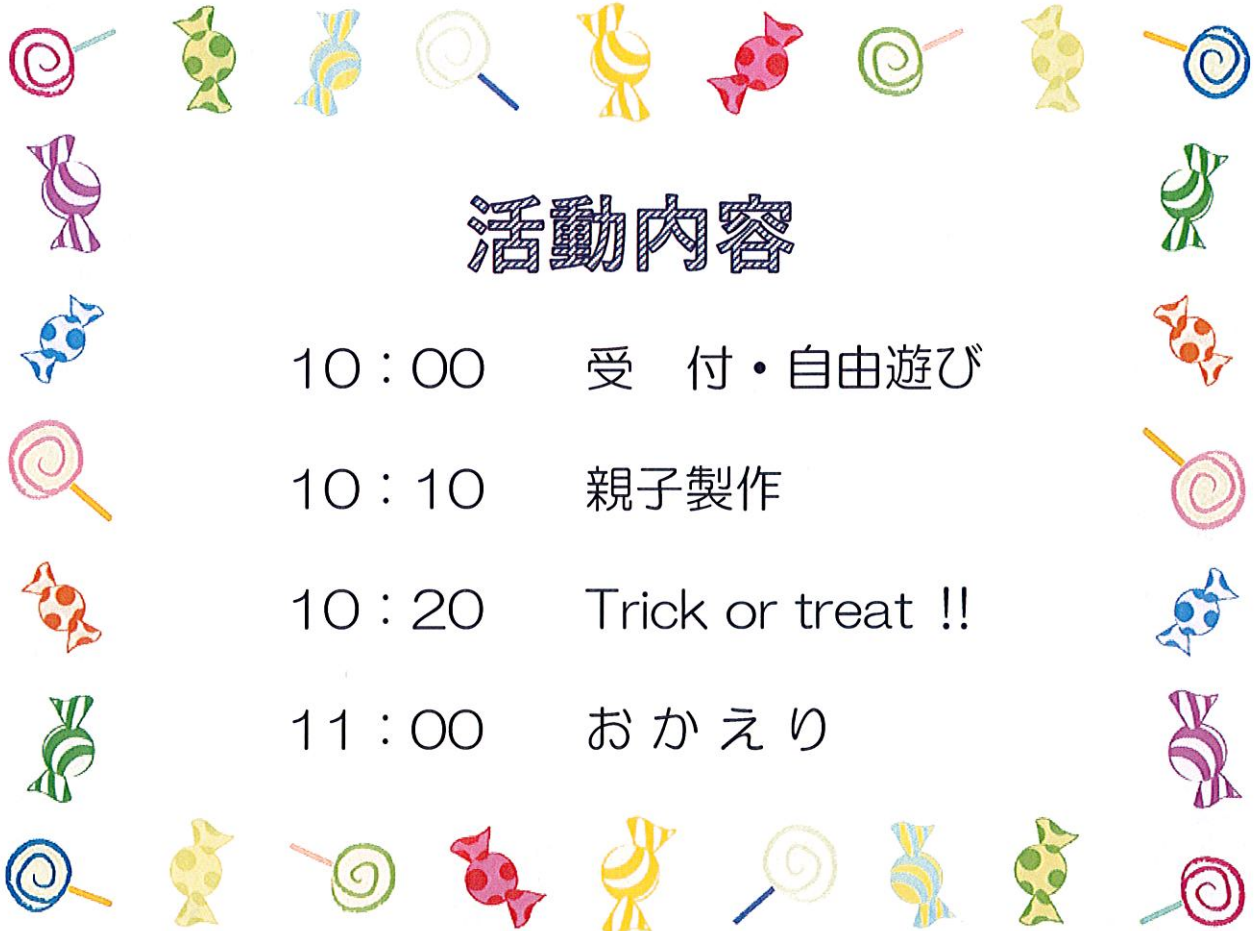 活動内容
10：00　受　付・自由遊び
10：10　親子製作
10：20　Trick or treat !!
11：00　おかえり